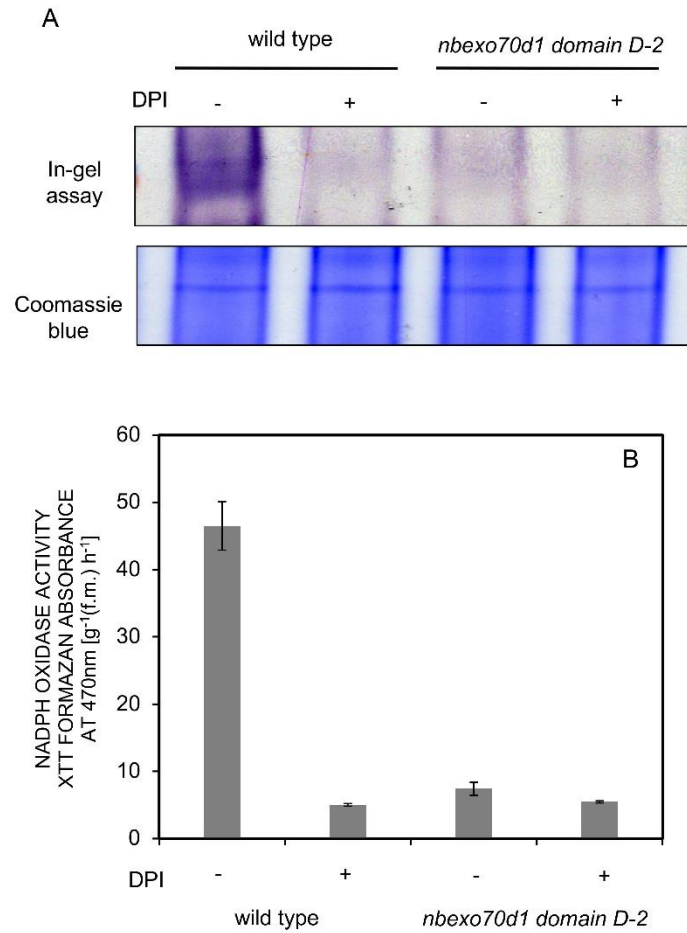 A
wild type
nbexo70d1 domain D-2
DPI - + - +
In-gel
assay
Coomassie
blue
B
60
50
40
30
20
10
0
NADPH OXIDASE ACTIVITY
XTT FORMAZAN ABSORBANCE
AT 470nm [g⁻¹(f.m.) h⁻¹]
DPI - + - +
wild type
nbexo70d1 domain D-2